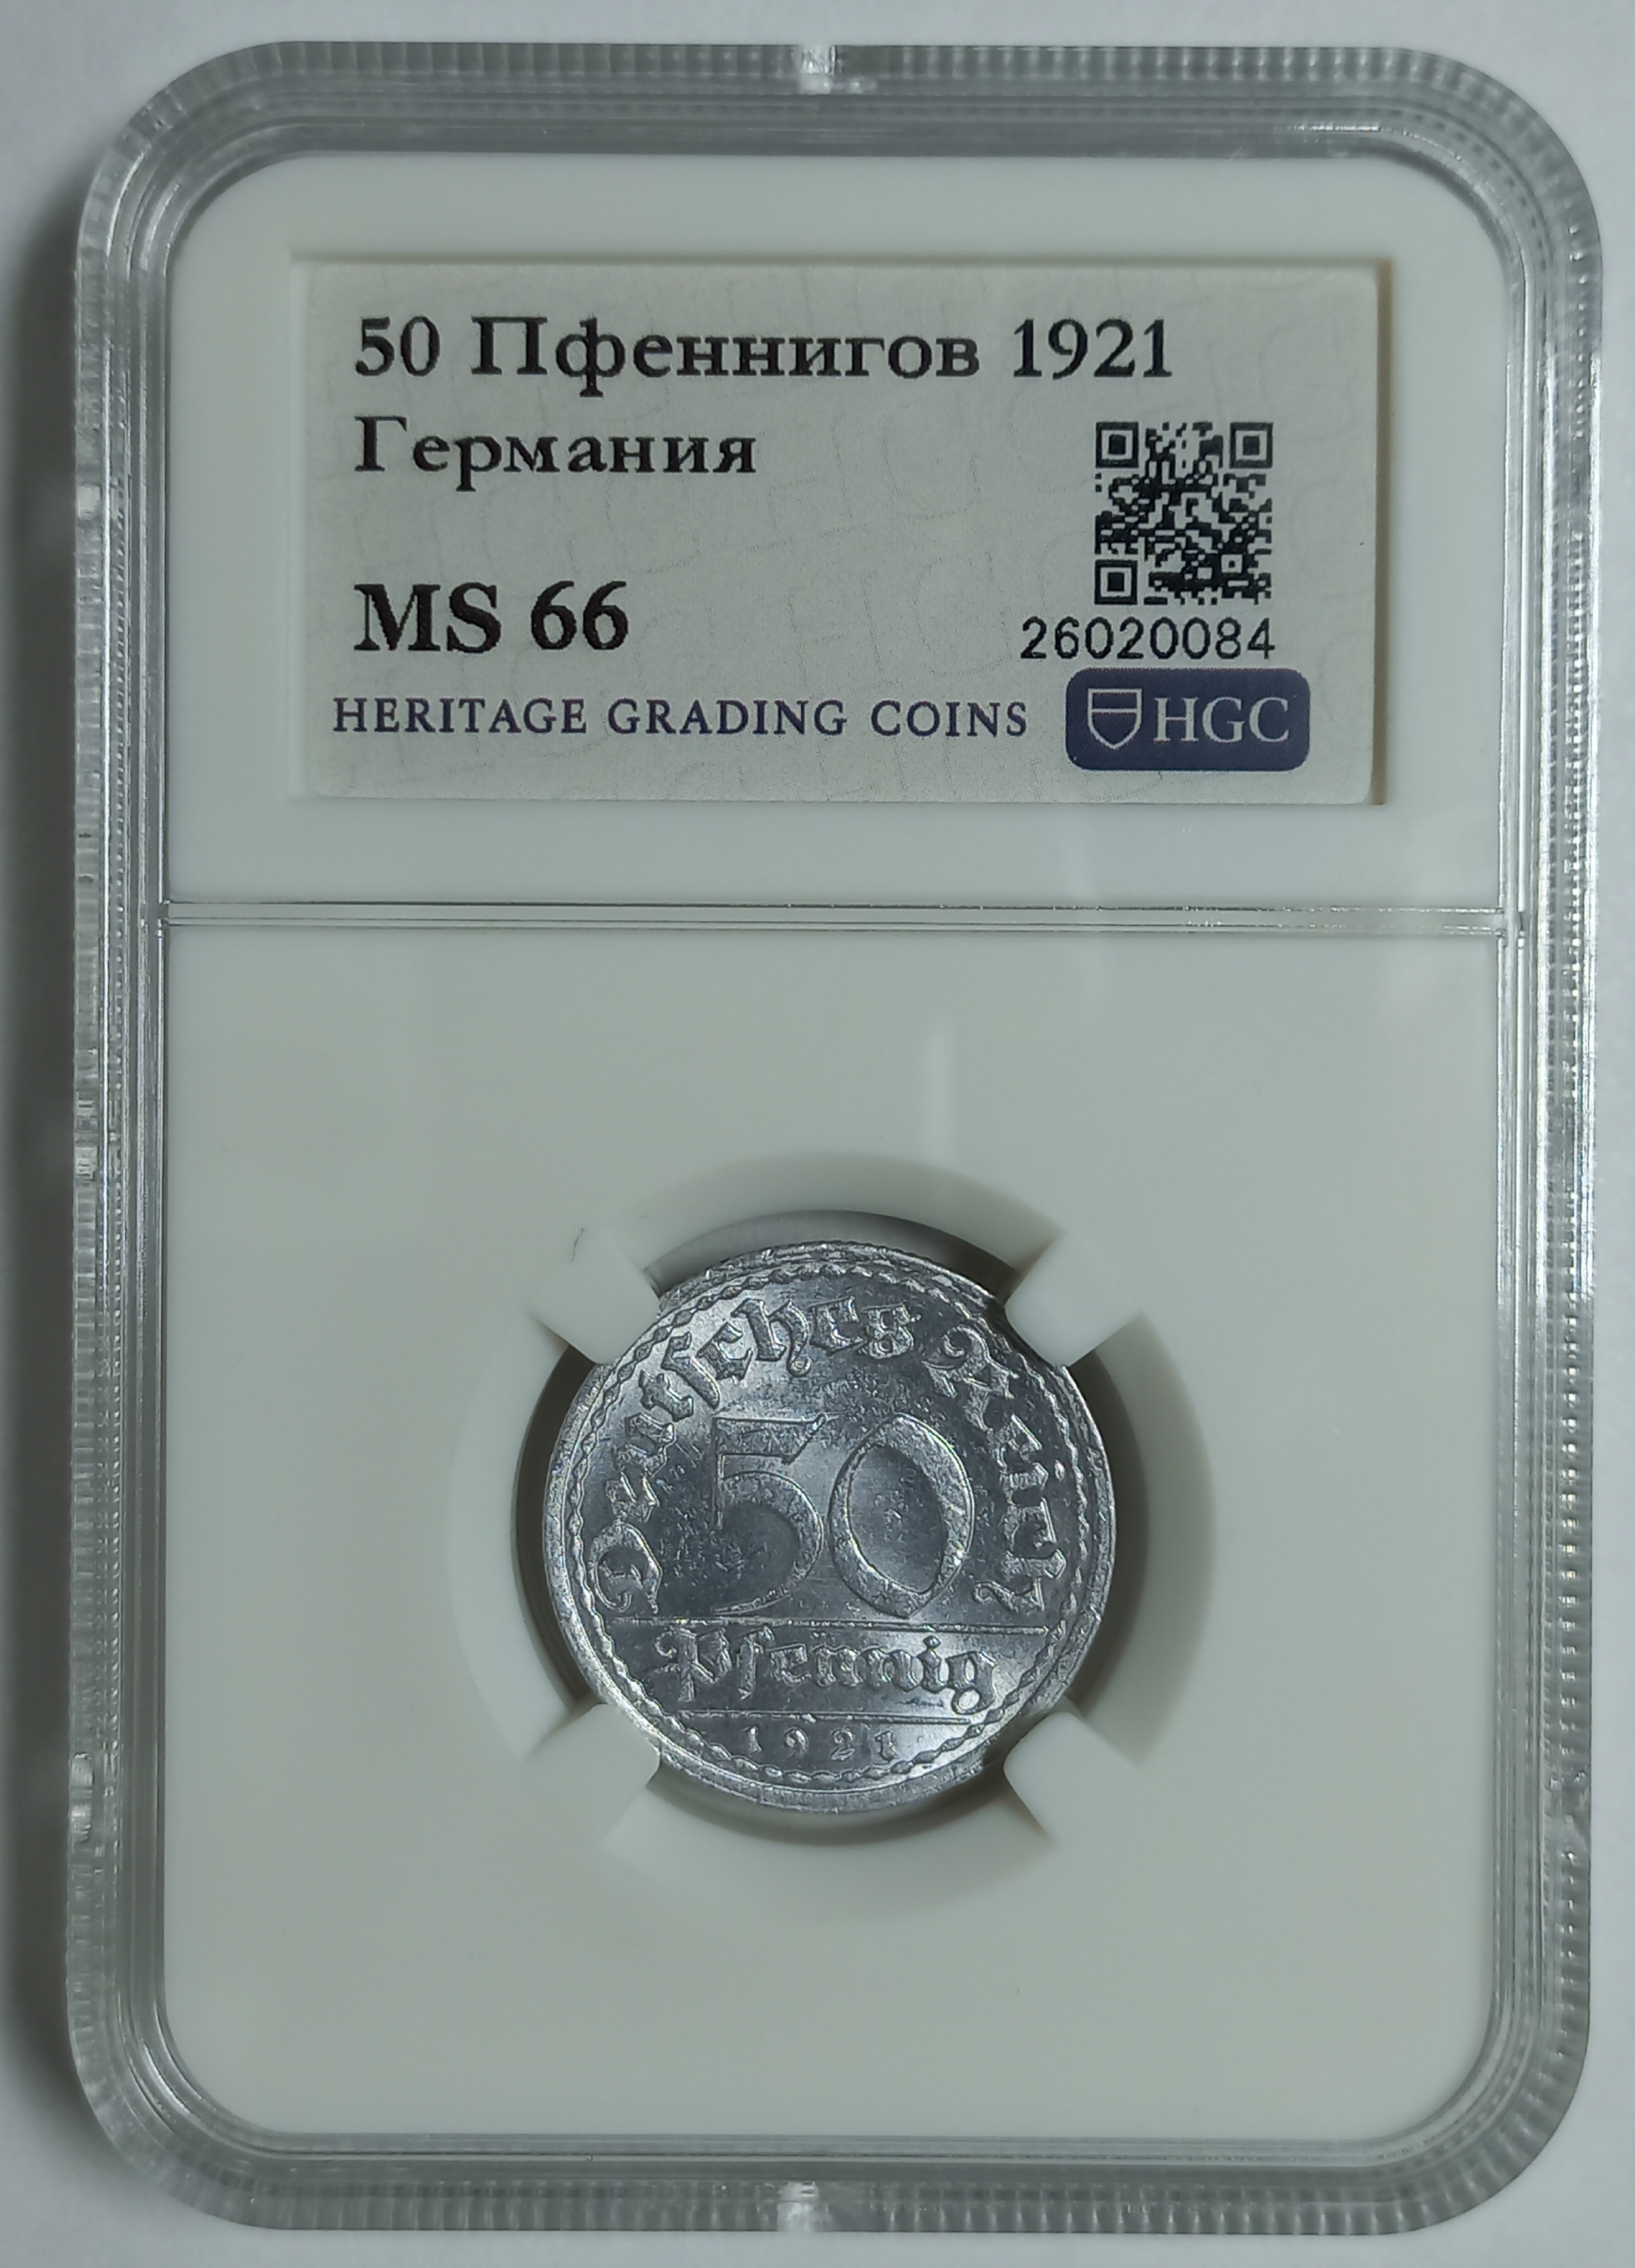 50 Пфеннигов 1921
Германия
MS 66
26020084
HERITAGE GRADING COINS HGC
Deutsches Reich
50
Pfennig
1921